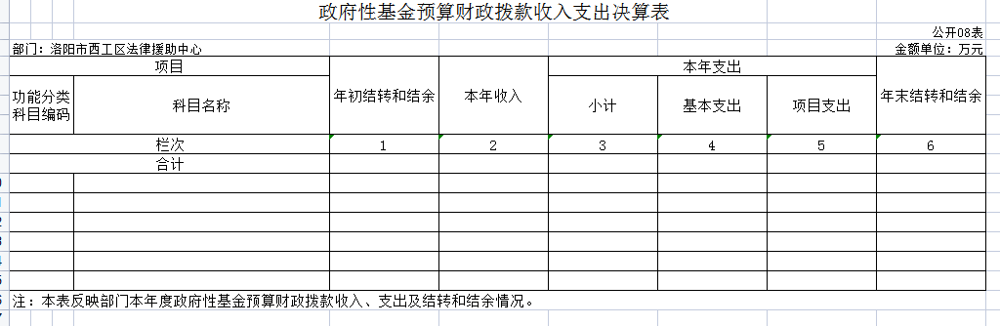 政府性基金预算财政拨款收入支出决算表
公开08表
部门：洛阳市西工区法律援助中心 金额单位：万元
项目 年初结转和结余 本年收入 本年支出 年末结转和结余
功能分类科目编码 科目名称 小计 基本支出 项目支出
栏次 1 2 3 4 5 6
合计
注：本表反映部门本年度政府性基金预算财政拨款收入、支出及结转和结余情况。